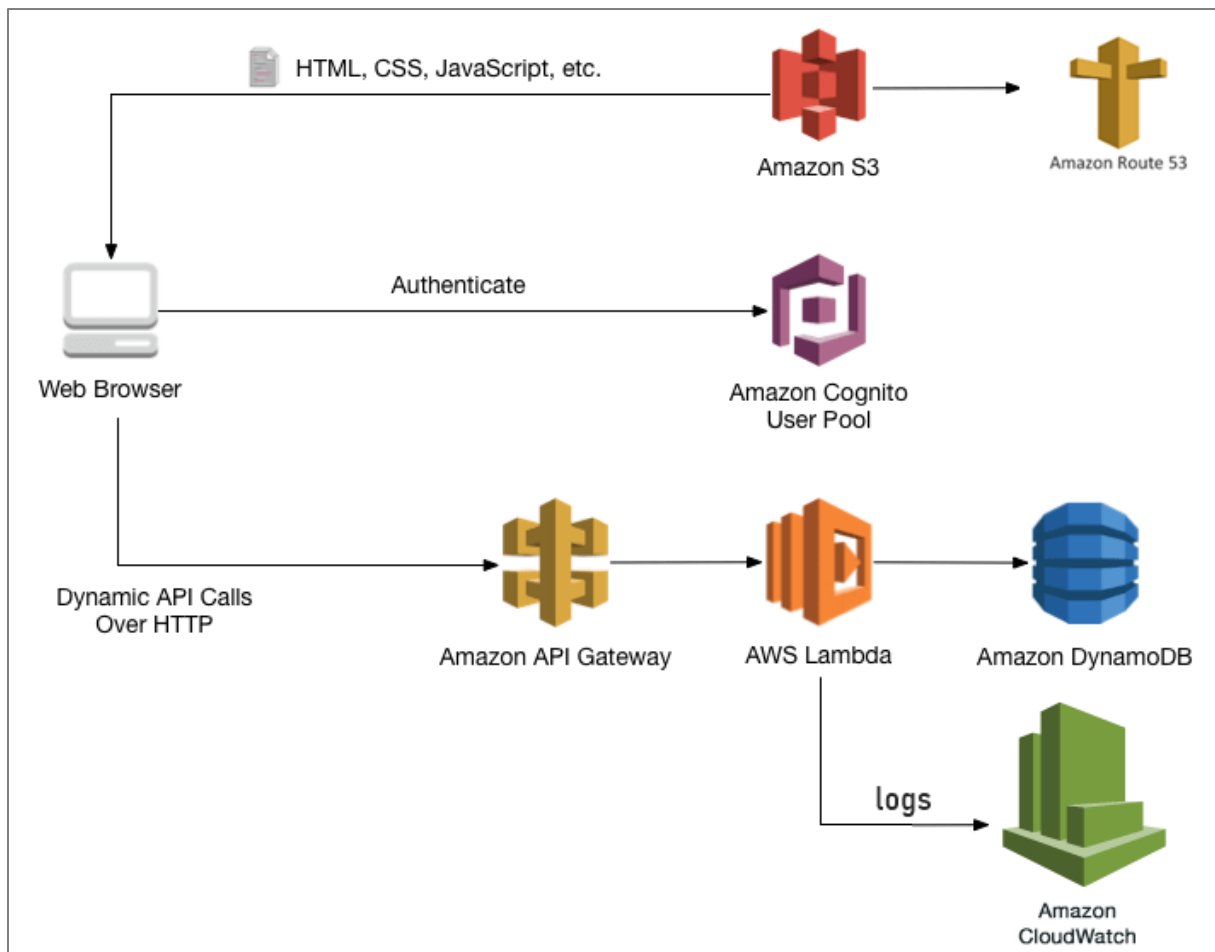 HTML, CSS, JavaScript, etc.
Amazon S3
Amazon Route 53
Authenticate
Web Browser
Amazon Cognito
User Pool
Dynamic API Calls
Over HTTP
Amazon API Gateway
AWS Lambda
Amazon DynamoDB
logs
Amazon
CloudWatch